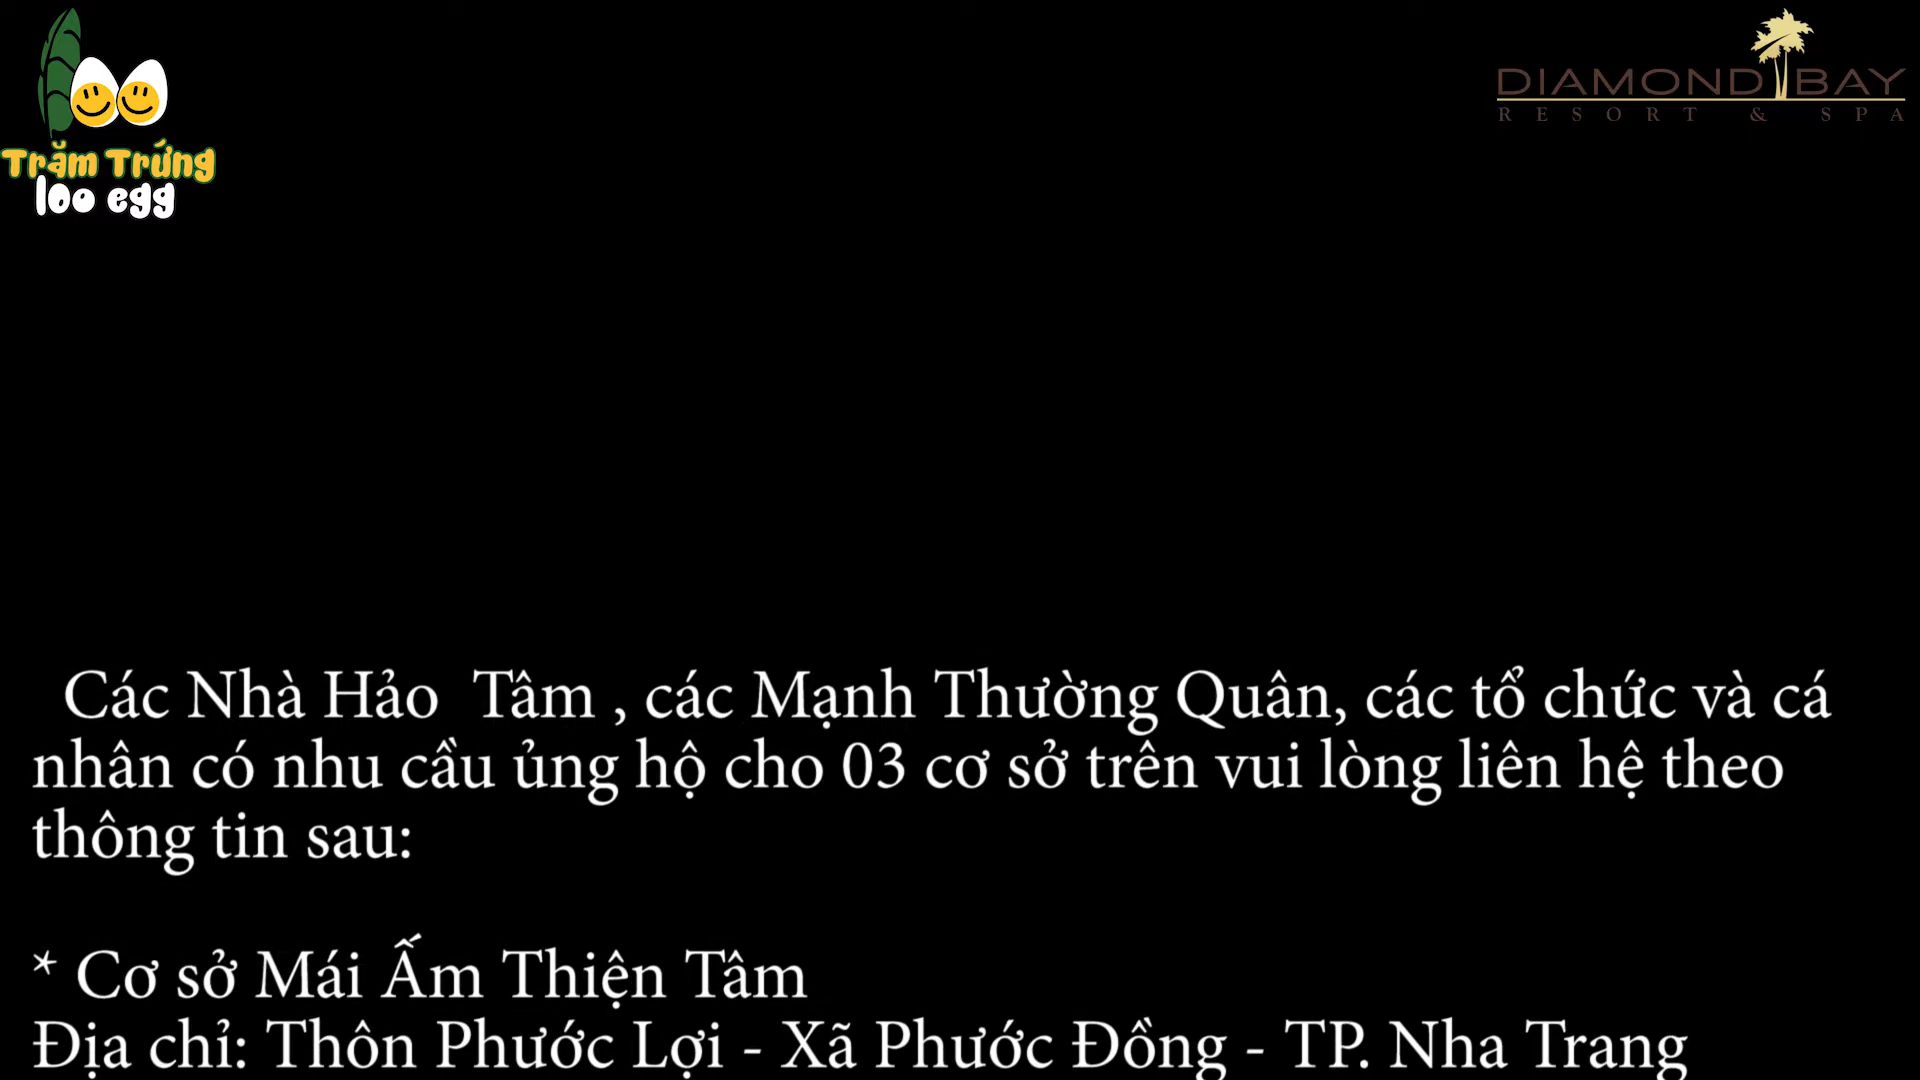 Trăm Trứng
100 egg
DIAMOND BAY
RESORT & SPA
Các Nhà Hảo Tâm , các Mạnh Thường Quân, các tổ chức và cá
nhân có nhu cầu ủng hộ cho 03 cơ sở trên vui lòng liên hệ theo
thông tin sau:
* Cơ sở Mái Ấm Thiện Tâm
Địa chỉ: Thôn Phước Lợi - Xã Phước Đồng - TP. Nha Trang